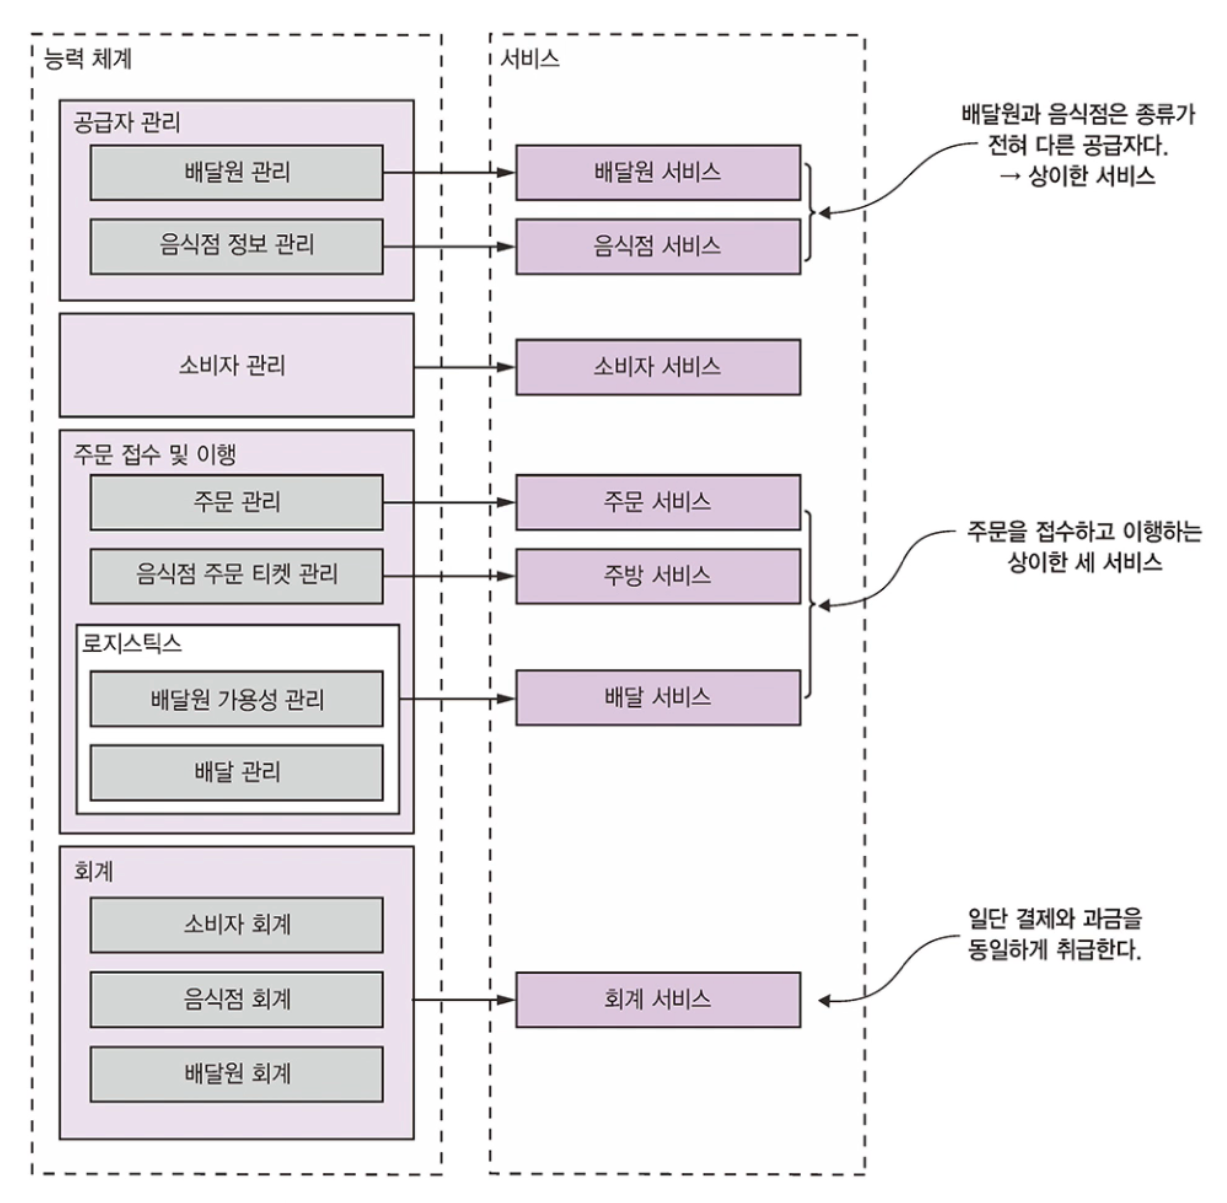 능력 체계
공급자 관리
배달원 관리
음식점 정보 관리
소비자 관리
주문 접수 및 이행
주문 관리
음식점 주문 티켓 관리
로지스틱스
배달원 가용성 관리
배달 관리
회계
소비자 회계
음식점 회계
배달원 회계
서비스
배달원 서비스
음식점 서비스
소비자 서비스
주문 서비스
주방 서비스
배달 서비스
회계 서비스
배달원과 음식점은 종류가
전혀 다른 공급자다.
→ 상이한 서비스
주문을 접수하고 이행하는
상이한 세 서비스
일단 결제와 과금을
동일하게 취급한다.